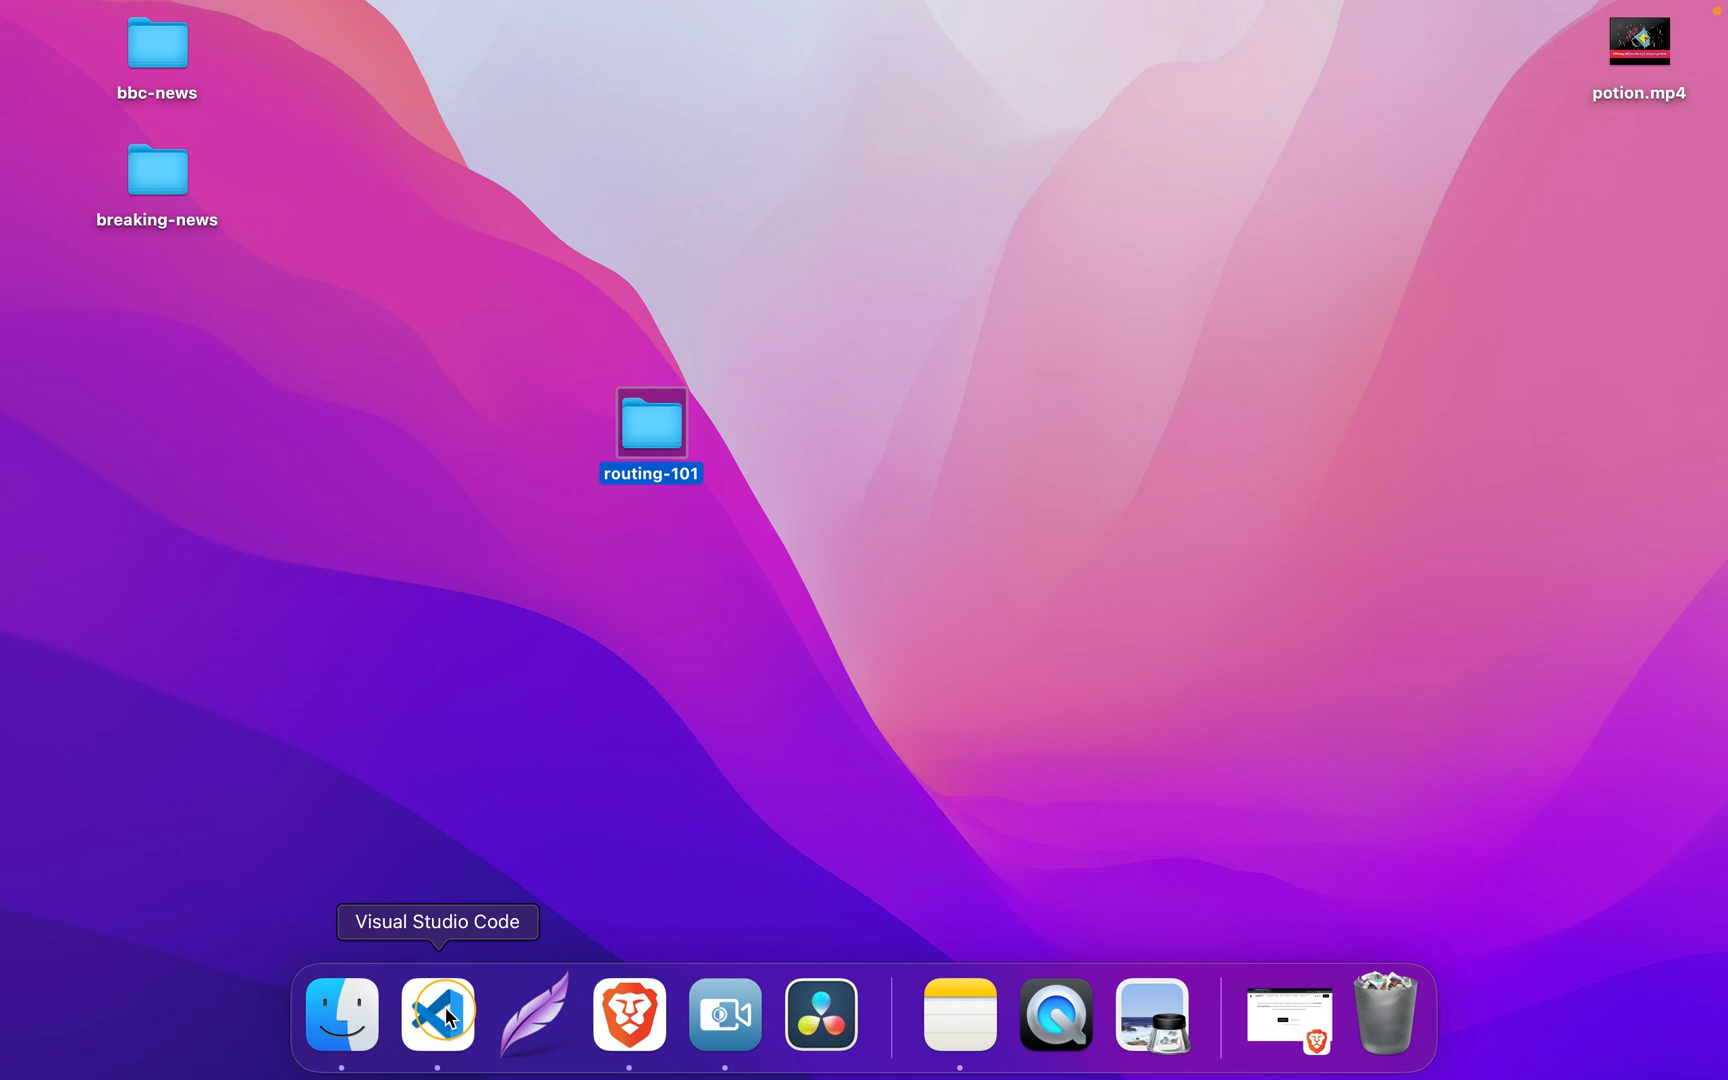 bbc-news
potion.mp4
breaking-news
routing-101
Visual Studio Code